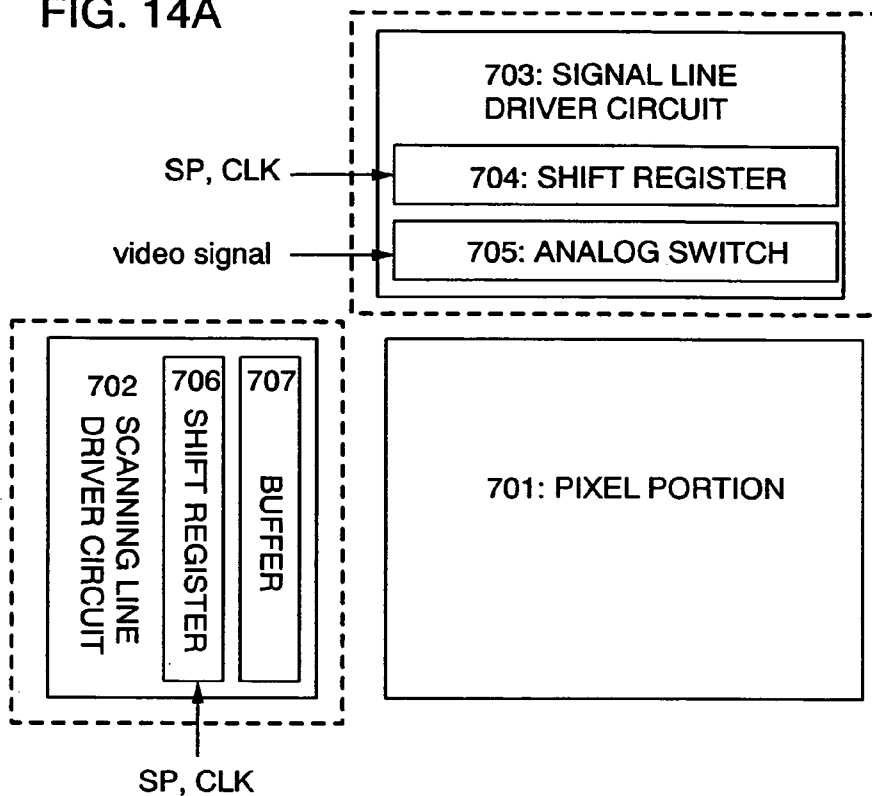 FIG. 14A
703: SIGNAL LINE
DRIVER CIRCUIT
SP, CLK
704: SHIFT REGISTER
video signal
705: ANALOG SWITCH
702
SCANNING LINE
DRIVER CIRCUIT
706
SHIFT REGISTER
707
BUFFER
701: PIXEL PORTION
SP, CLK